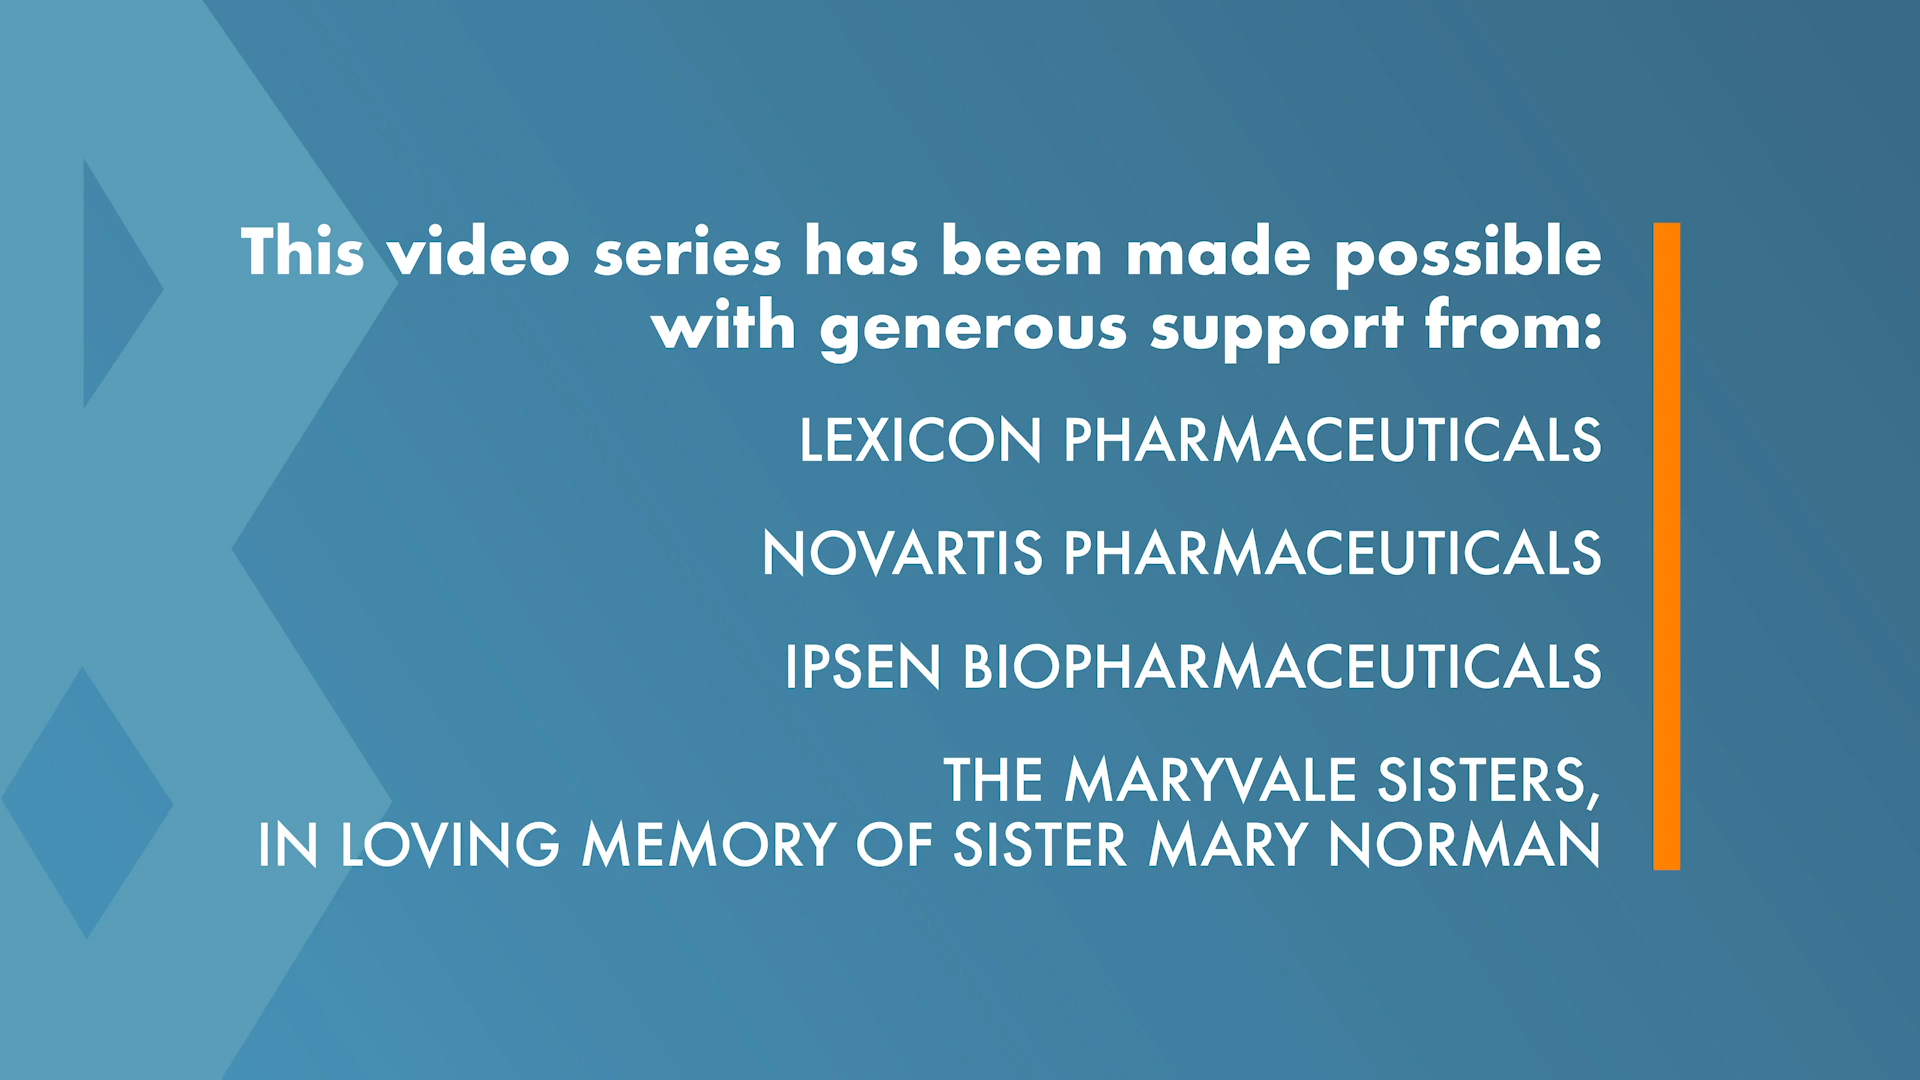 This video series has been made possible
with generous support from:
LEXICON PHARMACEUTICALS
NOVARTIS PHARMACEUTICALS
IPSEN BIOPHARMACEUTICALS
THE MARYVALE SISTERS,
IN LOVING MEMORY OF SISTER MARY NORMAN